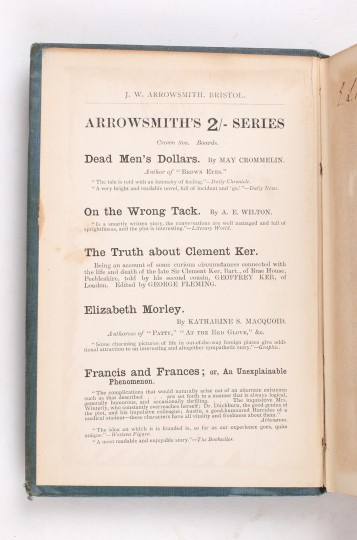 J. W. ARROWSMITH, BRISTOL.
ARROWSMITH'S 2/- SERIES
Crown 8vo. Boards.
Dead Men's Dollars. By MAY CROMMELIN.
Author of "BROWN EYES."
"The tale is told with an intensity of feeling."—Daily Chronicle.
"A very bright and readable novel, full of incident and 'go.'"—Daily News.
On the Wrong Tack. By A. E. WILTON.
"Is a smartly written story, the conversations are well managed and full of
sprightliness, and the plot is interesting."—Literary World.
The Truth about Clement Ker.
Being an account of some curious circumstances connected with
the life and death of the late Sir Clement Ker, Bart., of Brae House,
Peebleshire, told by his second cousin, GEOFFREY KER, of
London. Edited by GEORGE FLEMING.
Elizabeth Morley.
By KATHARINE S. MACQUOID.
Authoress of "PATTY," "AT THE RED GLOVE," &c.
"Some charming pictures of life in out-of-the-way foreign places give addi-
tional attraction to an interesting and altogether sympathetic story."—Graphic.
Francis and Frances; or, An Unexplainable
Phenomenon.
"The complications that would naturally arise out of an alternate existence
such as that described . . . . are set forth in a manner that is always logical,
generally humorous, and occasionally thrilling. The impulsive Mrs.
Winterly, who constantly overreaches herself; Dr. Duckburn, the good genius of
the plot, and his impulsive colleague; Austin, a good-humoured Hercules of a
medical student—these characters have all vitality and freshness about them."
Athenæum.
"The idea on which it is founded is, so far as our experience goes, quite
unique."—Western Figaro.
"A most readable and enjoyable story."—The Bookseller.